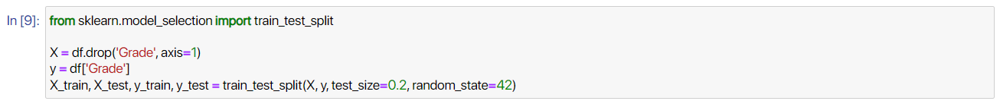 In [9]: from sklearn.model_selection import train_test_split
X = df.drop('Grade', axis=1)
y = df['Grade']
X_train, X_test, y_train, y_test = train_test_split(X, y, test_size=0.2, random_state=42)